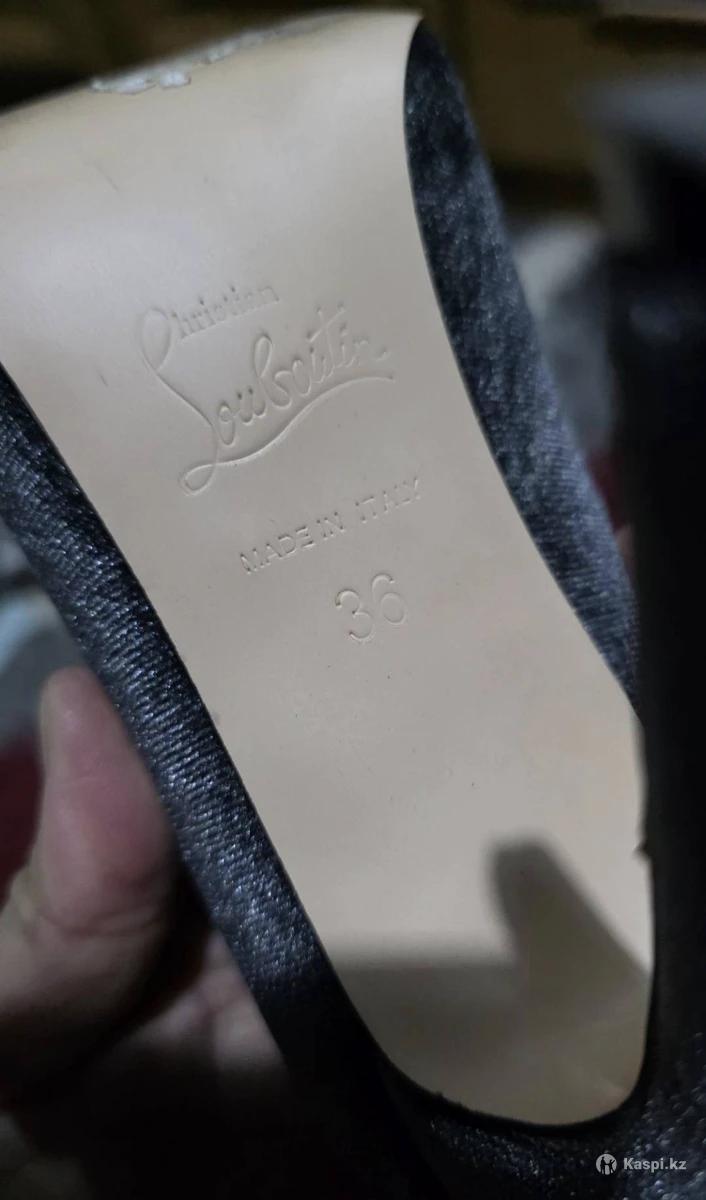 Christian
Louboutin
MADE IN ITALY
36
Kaspi.kz